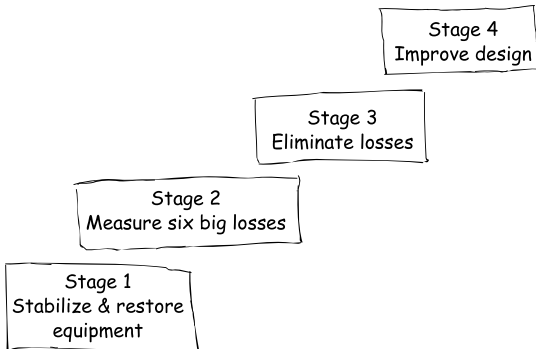 Stage 4
Improve design
Stage 3
Eliminate losses
Stage 2
Measure six big losses
Stage 1
Stabilize & restore
equipment